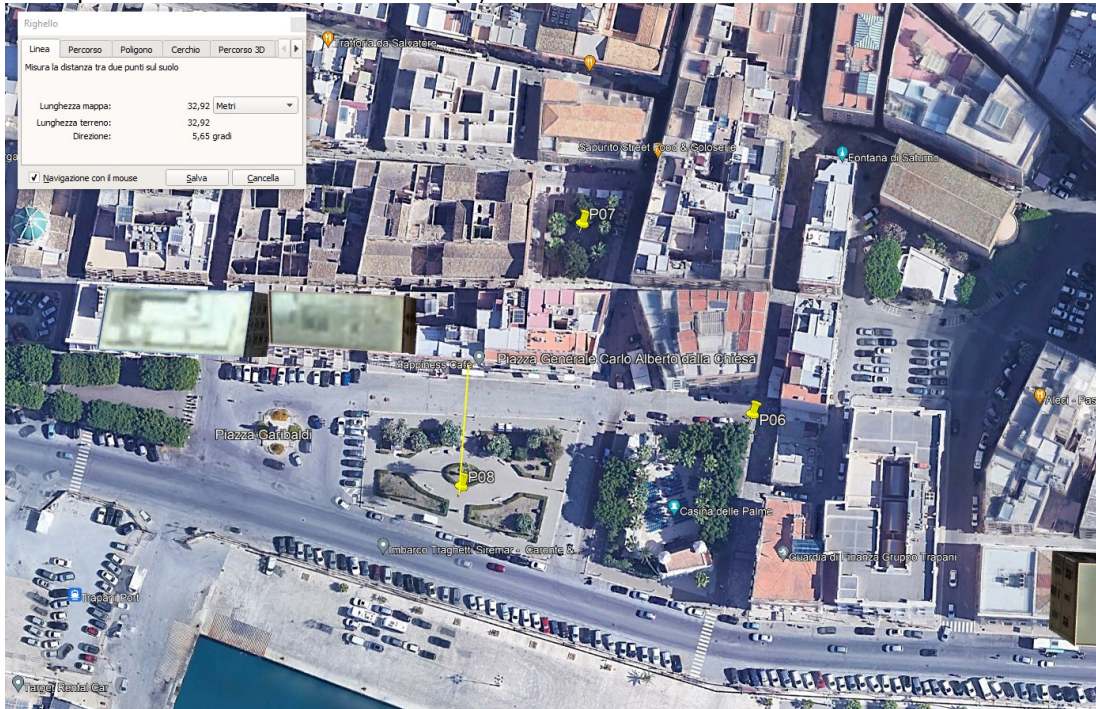 Righello
Linea
Percorso
Poligono
Cerchio
Percorso 3D
Misura la distanza tra due punti sul suolo
Lunghezza mappa: 32,92 Metri
Lunghezza terreno: 32,92
Direzione: 5,65 gradi
Navigazione con il mouse
Salva
Cancella
Trattoria da Salvatore
Sapurito Street Food & Goloserie
Fontana di Saturno
P07
Happiness Cafe
Piazza Generale Carlo Alberto dalla Chiesa
P06
Piazza Garibaldi
P08
Casina delle Palme
Imbarco Traghetti Siremar - Caronte &...
Guardia di Finanza Gruppo Trapani
Trapani Port
Target Rental Car